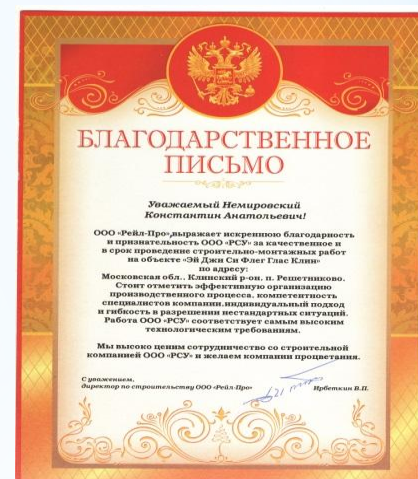 БЛАГОДАРСТВЕННОЕ
ПИСЬМО
Уважаемый Немировский
Константин Анатольевич!
ООО «Рейл-Про»,выражает искреннюю благодарность
и признательность ООО «РСУ» за качественное и
в срок проведение строительно-монтажных работ
на объекте «Эй Джи Си Флег Глас Клин»
по адресу:
Московская обл.. Клинский р-он. п. Решетниково.
Стоит отметить эффективную организацию
производственного процесса, компетентность
специалистов компании.индивидуальный подход
и гибкость в разрешении нестандартных ситуаций.
Работа ООО «РСУ» соответствует самым высоким
технологическим требованиям.
Мы высоко ценим сотрудничество со строительной
компанией ООО «РСУ» и желаем компании процветания.
С уважением.
директор по строительству ООО «Рейл-Про»
Ирбеткин В.П.